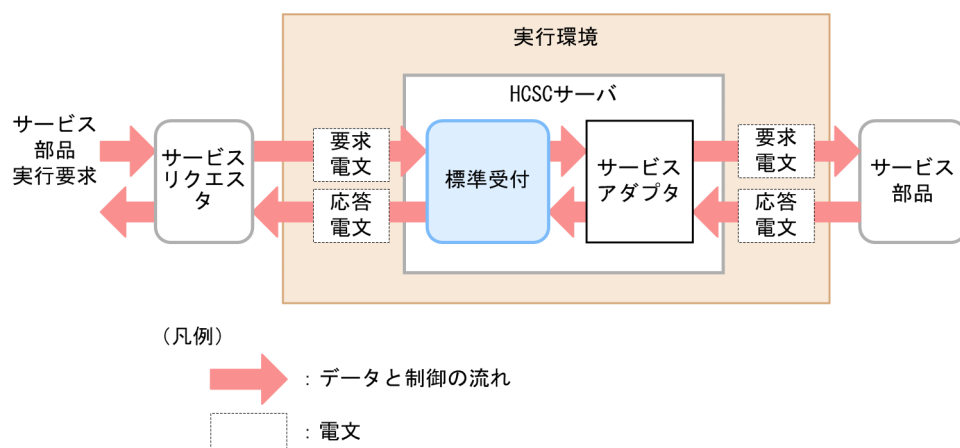 実行環境
HCSCサーバ
サービス
部品
実行要求
サービス
リクエス
タ
要求
電文
応答
電文
標準受付
サービス
アダプタ
要求
電文
応答
電文
サービス
部品
(凡例)
:データと制御の流れ
:電文